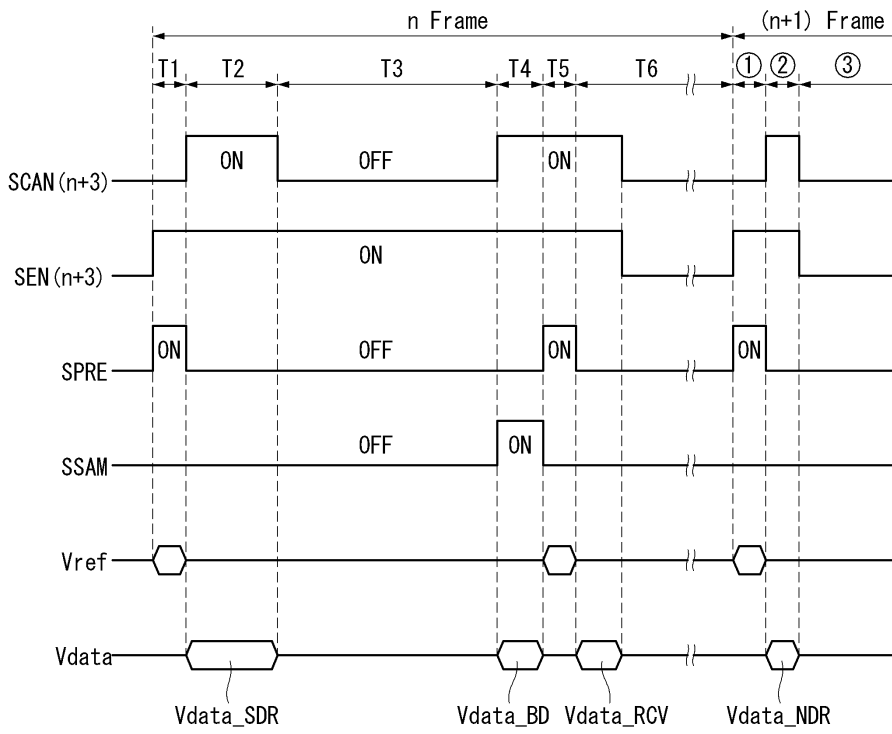 n Frame
(n+1) Frame
T1
T2
T3
T4
T5
T6
①
②
③
SCAN(n+3)
ON
OFF
ON
SEN(n+3)
ON
SPRE
ON
OFF
ON
ON
SSAM
OFF
ON
Vref
Vdata
Vdata_SDR
Vdata_BD
Vdata_RCV
Vdata_NDR